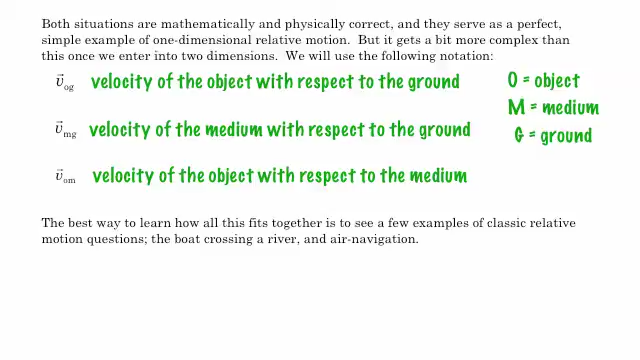 Both situations are mathematically and physically correct, and they serve as a perfect,
simple example of one-dimensional relative motion. But it gets a bit more complex than
this once we enter into two dimensions. We will use the following notation:
v⃗og velocity of the object with respect to the ground
O = object
M = medium
G = ground
v⃗mg velocity of the medium with respect to the ground
v⃗om velocity of the object with respect to the medium
The best way to learn how all this fits together is to see a few examples of classic relative
motion questions; the boat crossing a river, and air-navigation.